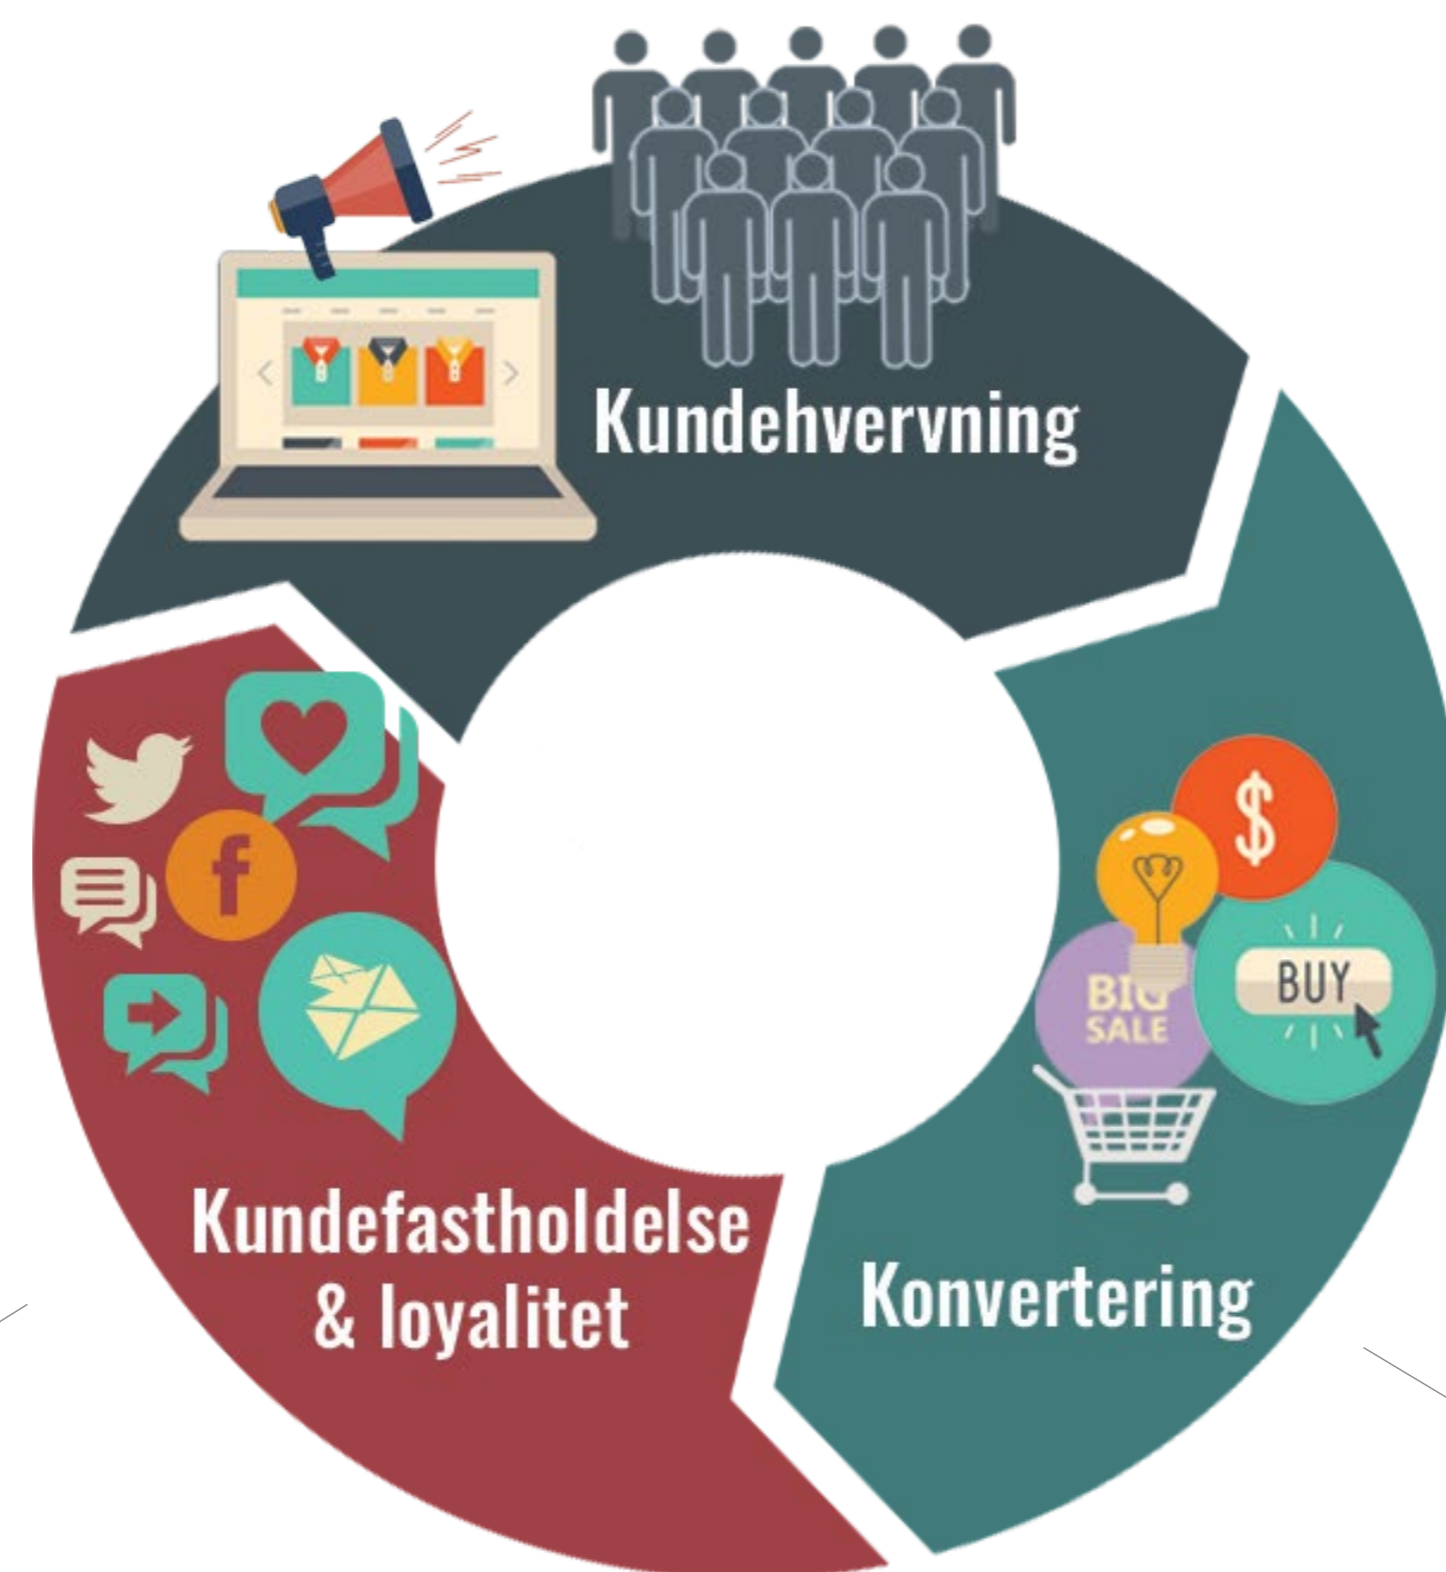 Kundehvervning
$
BUY
BIG
SALE
f
Kundefastholdelse
& loyalitet
Konvertering